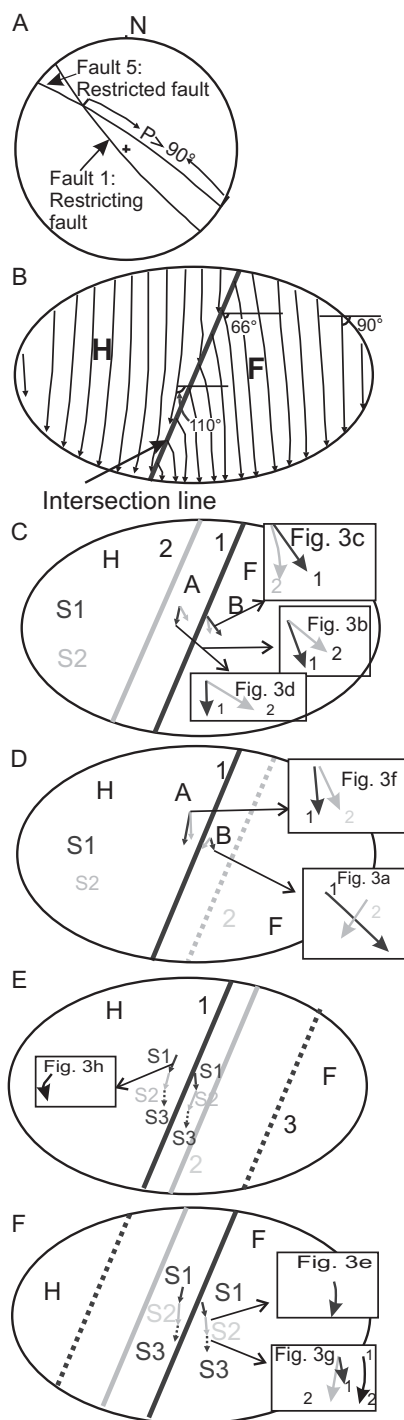 A
N
Fault 5:
Restricted fault
P> 90°
Fault 1:
Restricting
fault
B
H
F
66°
90°
110°
Intersection line
C
H
2
1
F
A
B
S1
S2
Fig. 3c
2
1
Fig. 3b
1
2
Fig. 3d
1
2
D
H
1
A
B
S1
S2
2
F
Fig. 3f
1
2
Fig. 3a
1
2
E
H
1
F
S1
S1
S2
S2
S3
S3
2
3
Fig. 3h
F
H
F
S1
S1
S2
S2
S3
S3
Fig. 3e
Fig. 3g
1
2
1
2